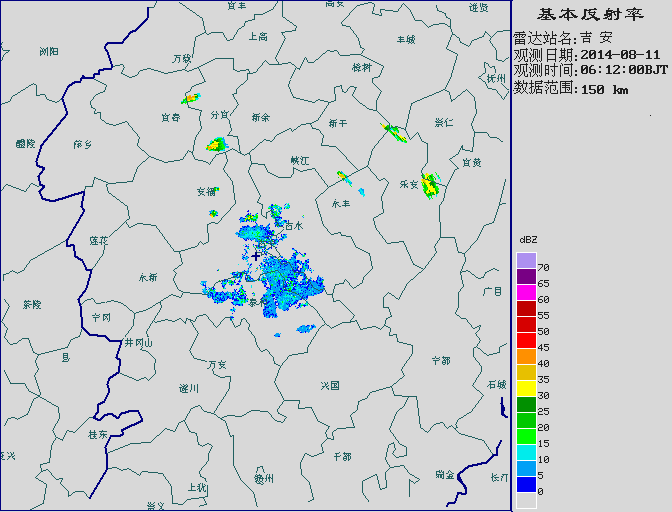 基本反射率
雷达站名:吉 安
观测日期:2014-08-11
观测时间:06:12:00BJT
数据范围:150 km
dBZ
70
65
60
55
50
45
40
35
30
25
20
15
10
5
0
宜丰
高安
进贤
浏阳
上高
丰城
万载
樟树
抚州
宜春
分宜
新余
新干
崇仁
醴陵
萍乡
峡江
宜黄
安福
乐安
永丰
吉水
莲花
永新
泰和
广昌
茶陵
宁冈
井冈山
万安
宁都
遂川
兴国
石城
桂东
于都
瑞金
长汀
上犹
赣州
崇义